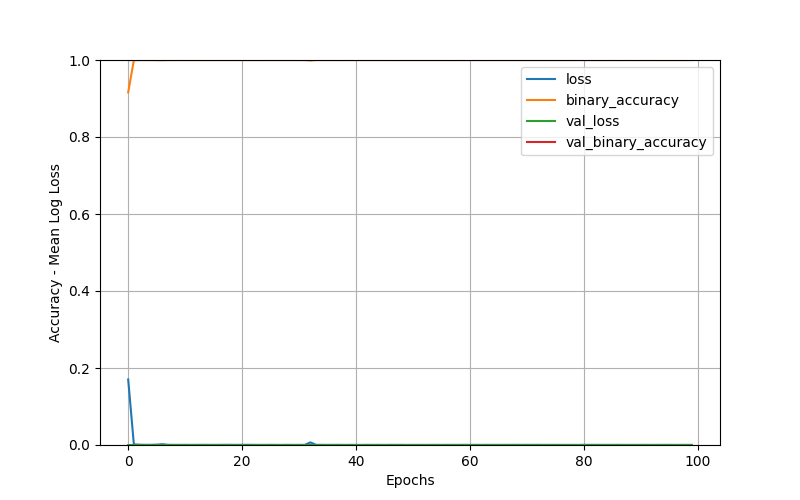 1.0
0.8
0.6
0.4
0.2
0.0
Accuracy - Mean Log Loss
loss
binary_accuracy
val_loss
val_binary_accuracy
0 20 40 60 80 100
Epochs